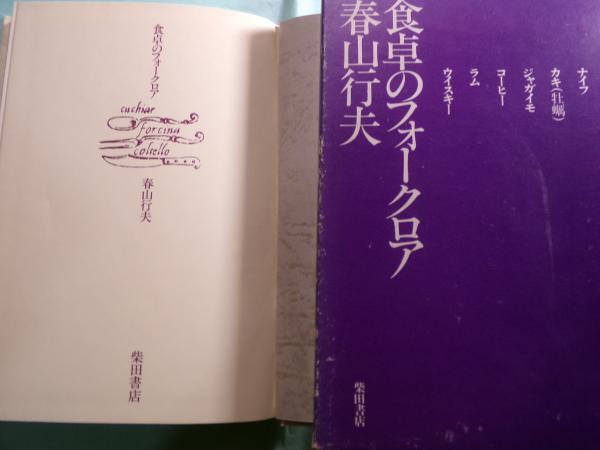 食卓のフォークロア
cuchiar
forcina
coltello
春山行夫
柴田書店
食卓のフォークロア
春山行夫
ナイフ
カキ(牡蠣)
ジャガイモ
コーヒー
ラム
ウイスキー
柴田書店